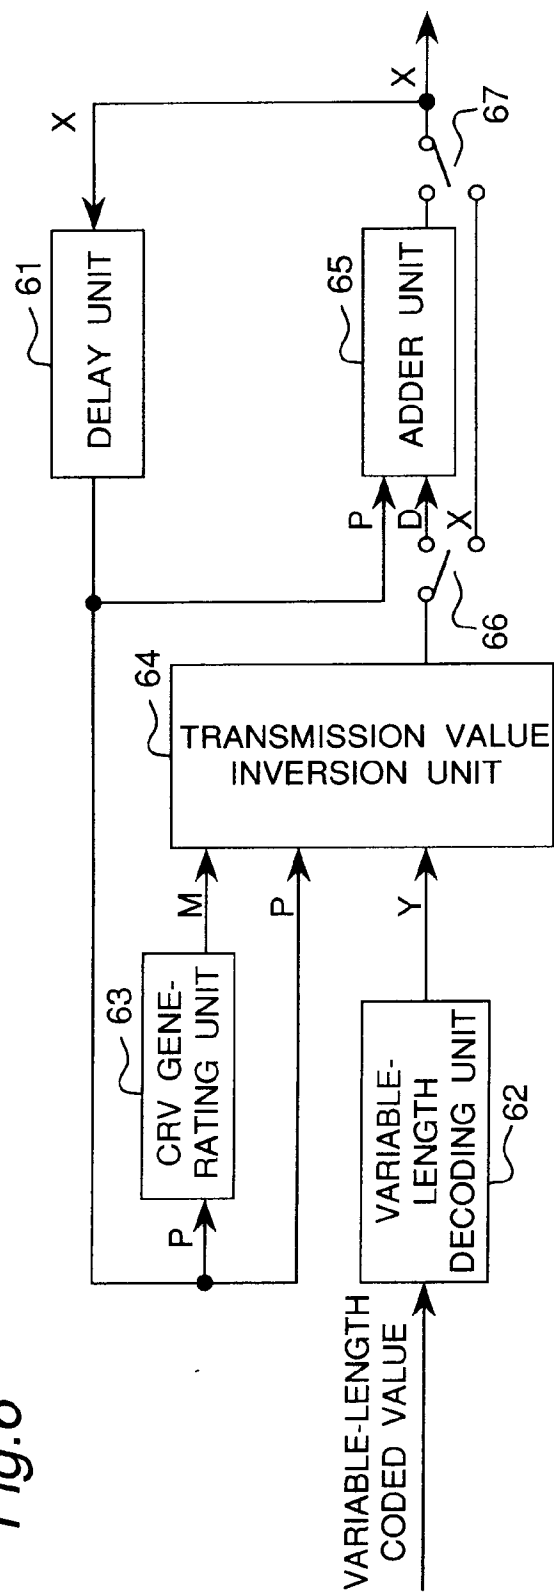 Fig.
X
61
DELAY UNIT
63
CRV GENE-
RATING UNIT
P
M
P
64
TRANSMISSION VALUE
INVERSION UNIT
65
ADDER UNIT
P
D
X
X
VARIABLE-LENGTH
CODED VALUE
VARIABLE-
LENGTH
DECODING UNIT
62
Y
66
67